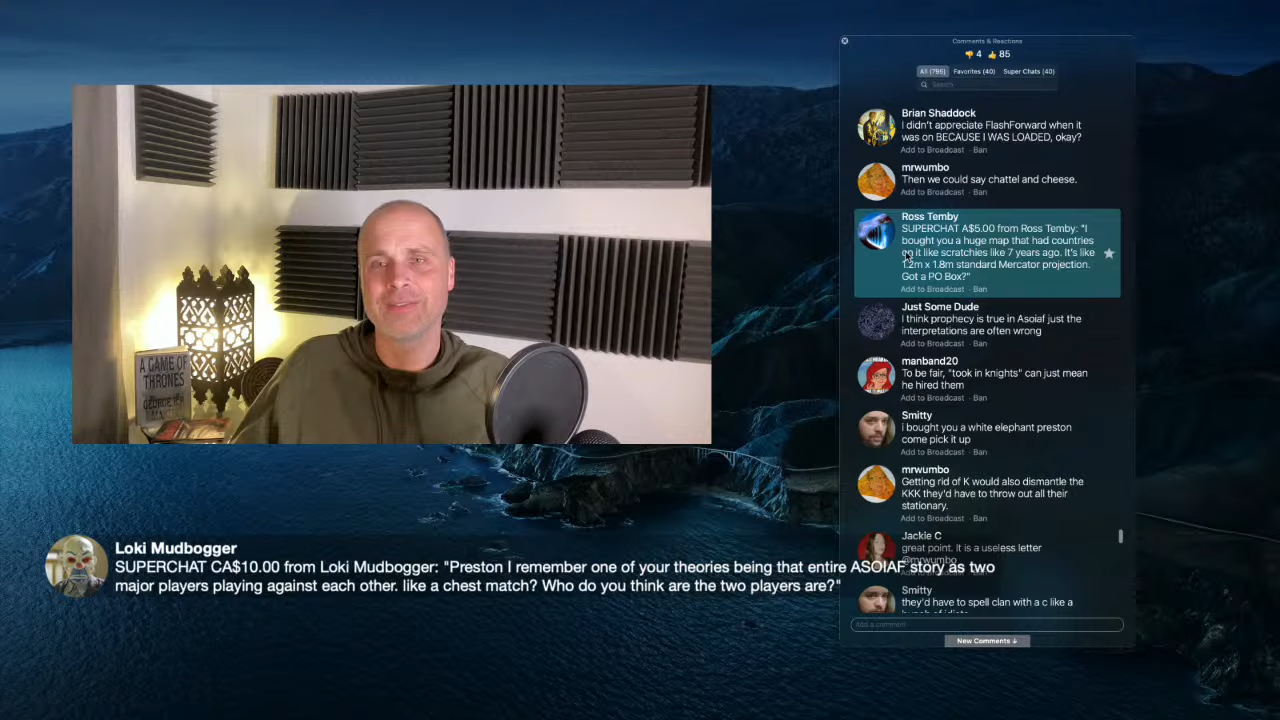 Comments & Reactions
👎 4 👍 85
All (796) Favorites (40) Super Chats (40)
Search
Brian Shaddock
I didn't appreciate FlashForward when it
was on BECAUSE I WAS LOADED, okay?
Add to Broadcast · Ban
mrwumbo
Then we could say chattel and cheese.
Add to Broadcast · Ban
Ross Temby
SUPERCHAT A$5.00 from Ross Temby: "I
bought you a huge map that had countries
on it like scratchies like 7 years ago. It's like
1.2m x 1.8m standard Mercator projection.
Got a PO Box?"
Add to Broadcast · Ban
Just Some Dude
I think prophecy is true in Asoiaf just the
interpretations are often wrong
Add to Broadcast · Ban
manband20
To be fair, "took in knights" can just mean
he hired them
Add to Broadcast · Ban
Smitty
i bought you a white elephant preston
come pick it up
Add to Broadcast · Ban
mrwumbo
Getting rid of K would also dismantle the
KKK they'd have to throw out all their
stationary.
Add to Broadcast · Ban
Jackie C
great point. It is a useless letter
@mrwumbo
Smitty
they'd have to spell clan with a c like a
bunch of idiots
Add a comment
New Comments ↓
A GAME OF
THRONES
GEORGE R.R.
Loki Mudbogger
SUPERCHAT CA$10.00 from Loki Mudbogger: "Preston I remember one of your theories being that entire ASOIAF story as two
major players playing against each other. like a chest match? Who do you think are the two players are?"